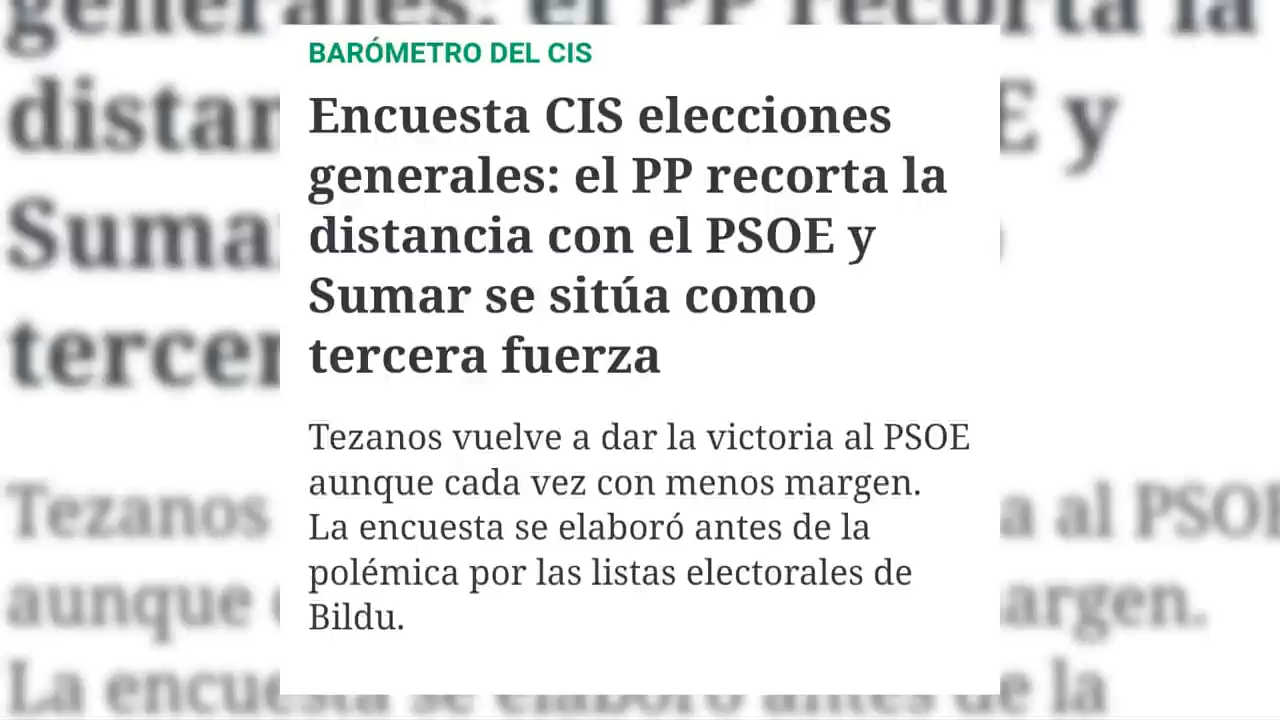 BARÓMETRO DEL CIS
Encuesta CIS elecciones
generales: el PP recorta la
distancia con el PSOE y
Sumar se sitúa como
tercera fuerza
Tezanos vuelve a dar la victoria al PSOE
aunque cada vez con menos margen.
La encuesta se elaboró antes de la
polémica por las listas electorales de
Bildu.